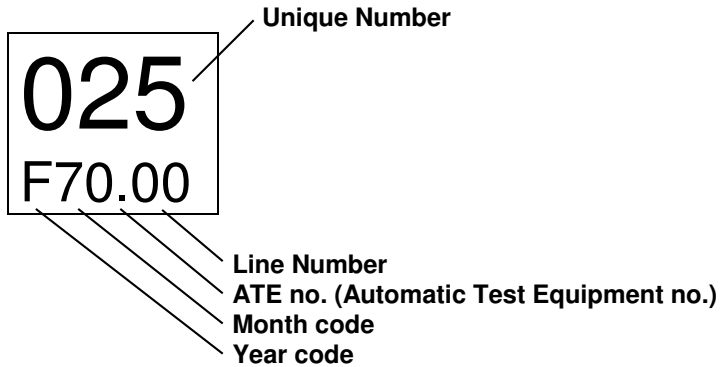 Unique Number
025
F70.00
Line Number
ATE no. (Automatic Test Equipment no.)
Month code
Year code